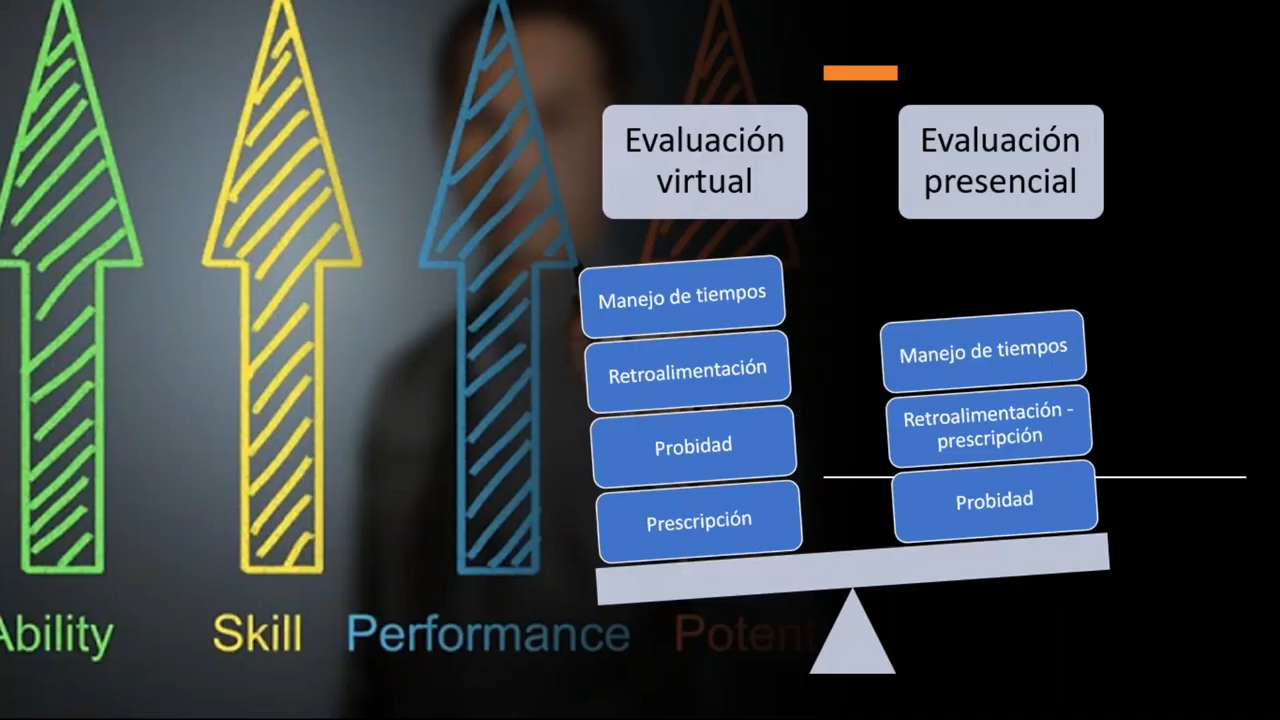 Evaluación
virtual
Manejo de tiempos
Retroalimentación
Probidad
Prescripción
Evaluación
presencial
Manejo de tiempos
Retroalimentación -
prescripción
Probidad
Ability
Skill
Performance
Potent